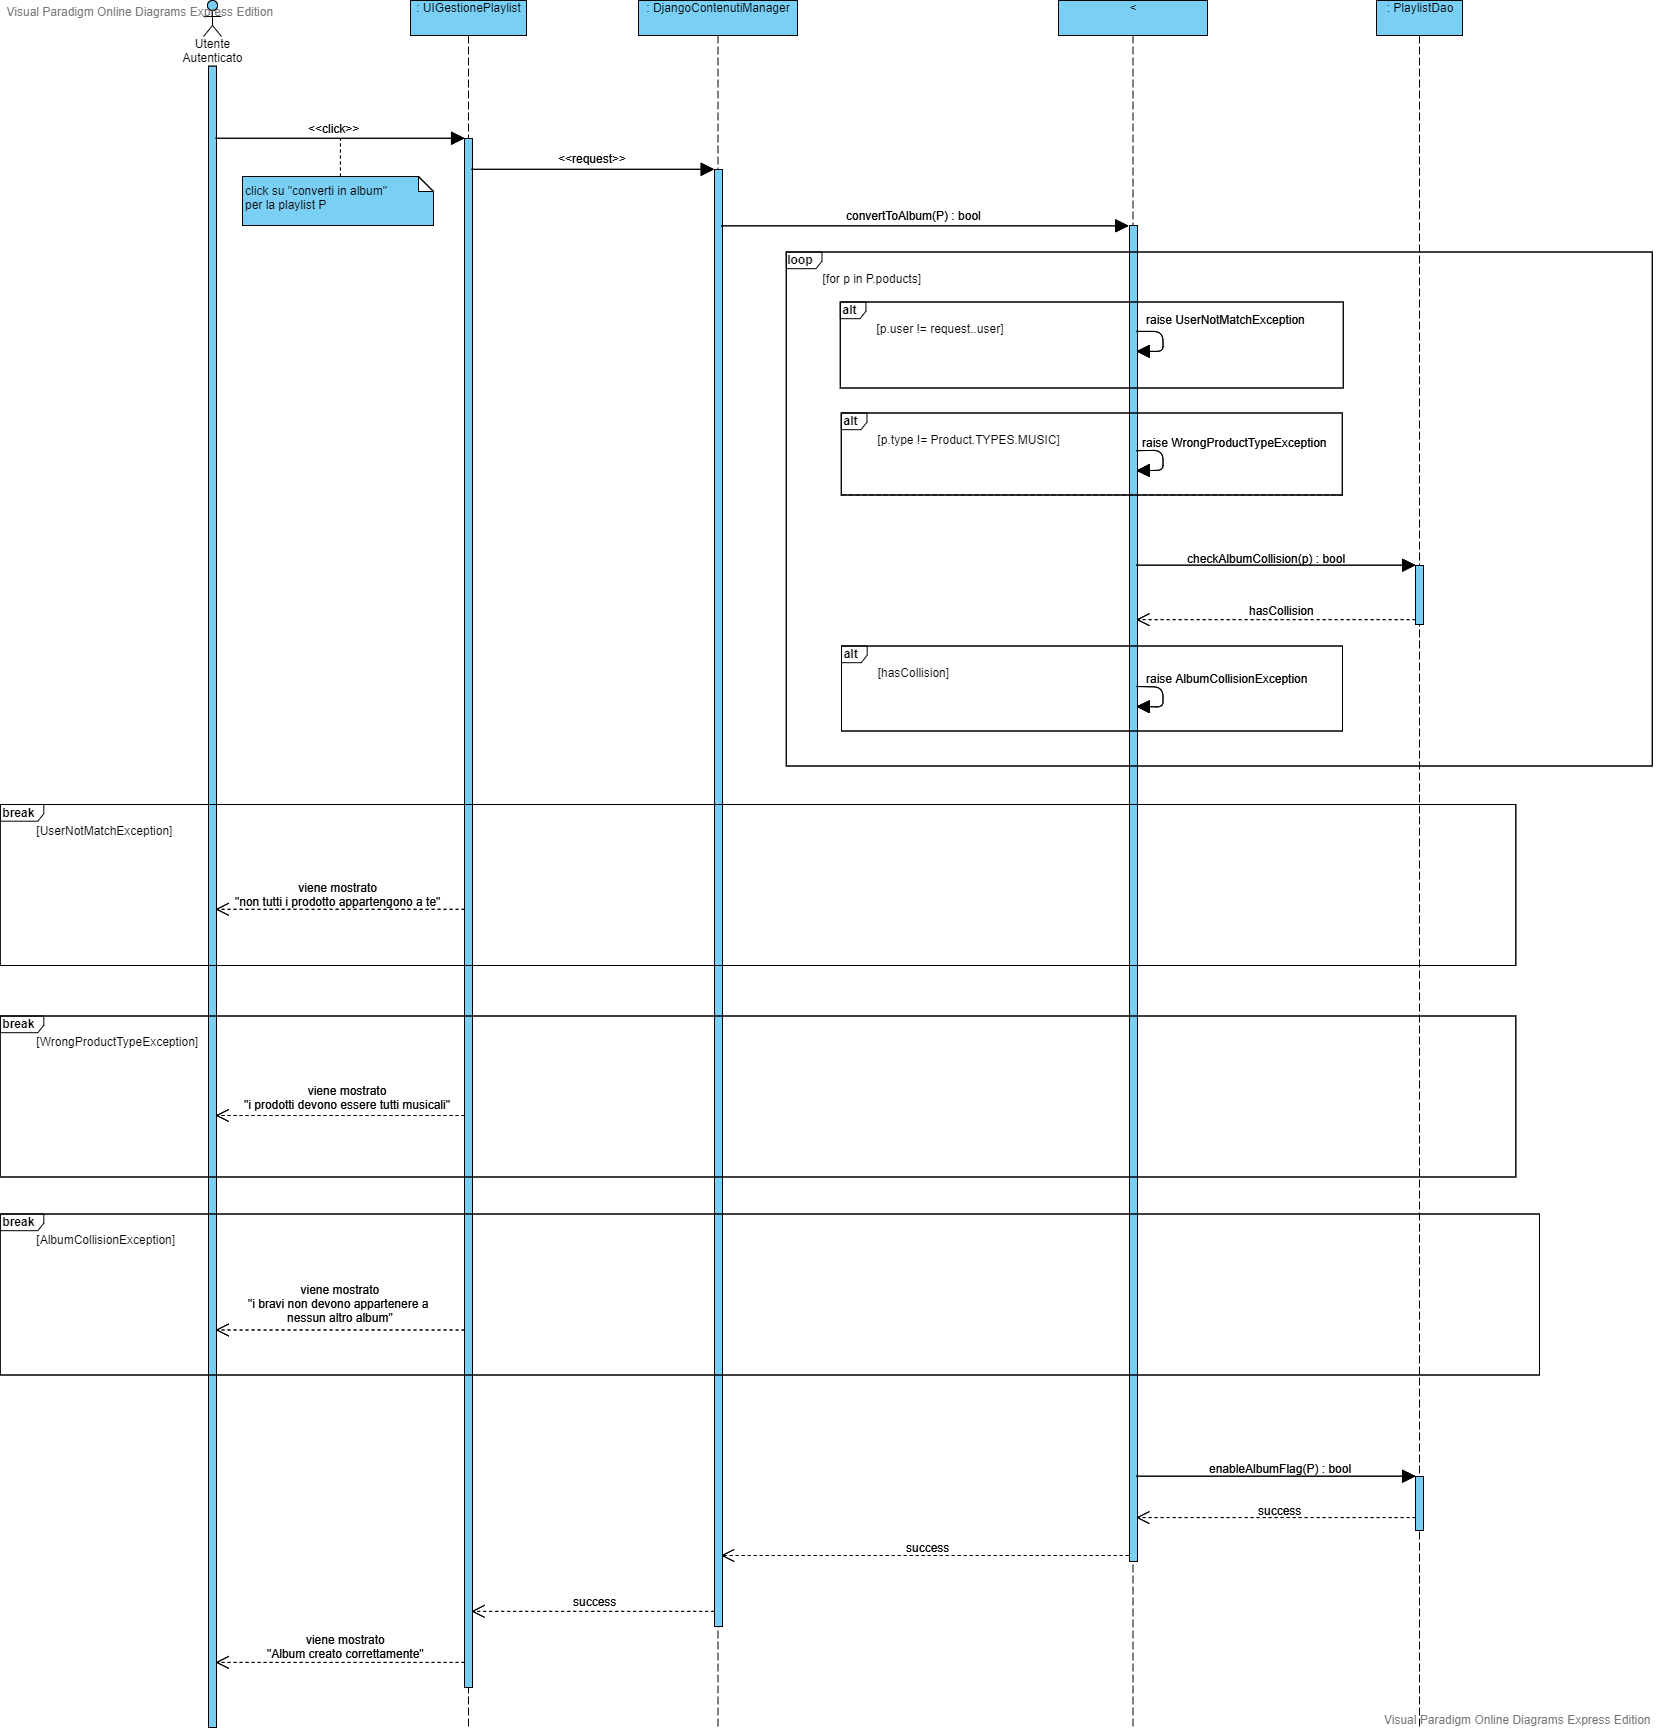 Visual Paradigm Online Diagrams Express Edition
: UIGestionePlaylist
: DjangoContenutiManager
<
: PlaylistDao
Utente
Autenticato
<<click>>
<<request>>
click su "converti in album"
per la playlist P
convertToAlbum(P) : bool
loop
[for p in P.poducts]
alt
[p.user != request..user]
raise UserNotMatchException
alt
[p.type != Product.TYPES.MUSIC]
raise WrongProductTypeException
checkAlbumCollision(p) : bool
hasCollision
alt
[hasCollision]
raise AlbumCollisionException
break
[UserNotMatchException]
viene mostrato
"non tutti i prodotto appartengono a te"
break
[WrongProductTypeException]
viene mostrato
"i prodotti devono essere tutti musicali"
break
[AlbumCollisionException]
viene mostrato
"i bravi non devono appartenere a
nessun altro album"
enableAlbumFlag(P) : bool
success
success
success
viene mostrato
"Album creato correttamente"
Visual Paradigm Online Diagrams Express Edition